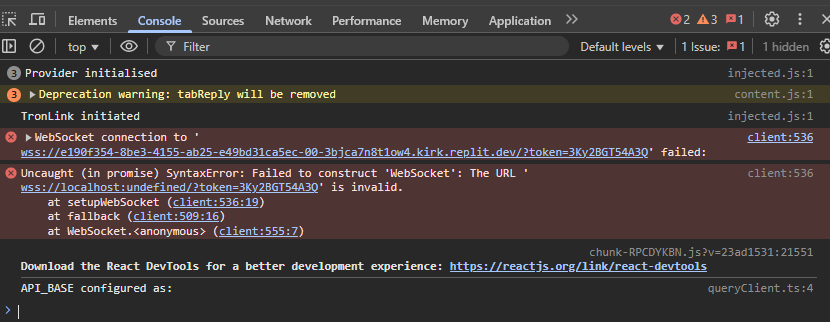 Elements Console Sources Network Performance Memory Application 2 3 1
top Filter Default levels 1 Issue: 1 1 hidden
3 Provider initialised injected.js:1
3 Deprecation warning: tabReply will be removed content.js:1
TronLink initiated injected.js:1
WebSocket connection to ' client:536
wss://e190f354-8be3-4155-ab25-e49bd31ca5ec-00-3bjca7n8t1ow4.kirk.replit.dev/?token=3Ky2BGT54A3Q' failed:
Uncaught (in promise) SyntaxError: Failed to construct 'WebSocket': The URL ' client:536
wss://localhost:undefined/?token=3Ky2BGT54A3Q' is invalid.
at setupWebSocket (client:536:19)
at fallback (client:509:16)
at WebSocket.<anonymous> (client:555:7)
chunk-RPCDYKBN.js?v=23ad1531:21551
Download the React DevTools for a better development experience: https://reactjs.org/link/react-devtools
API_BASE configured as: queryClient.ts:4